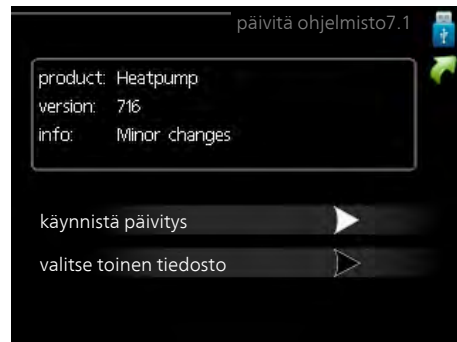 päivitä ohjelmisto7.1
product: Heatpump
version: 716
info: Minor changes
käynnistä päivitys
valitse toinen tiedosto